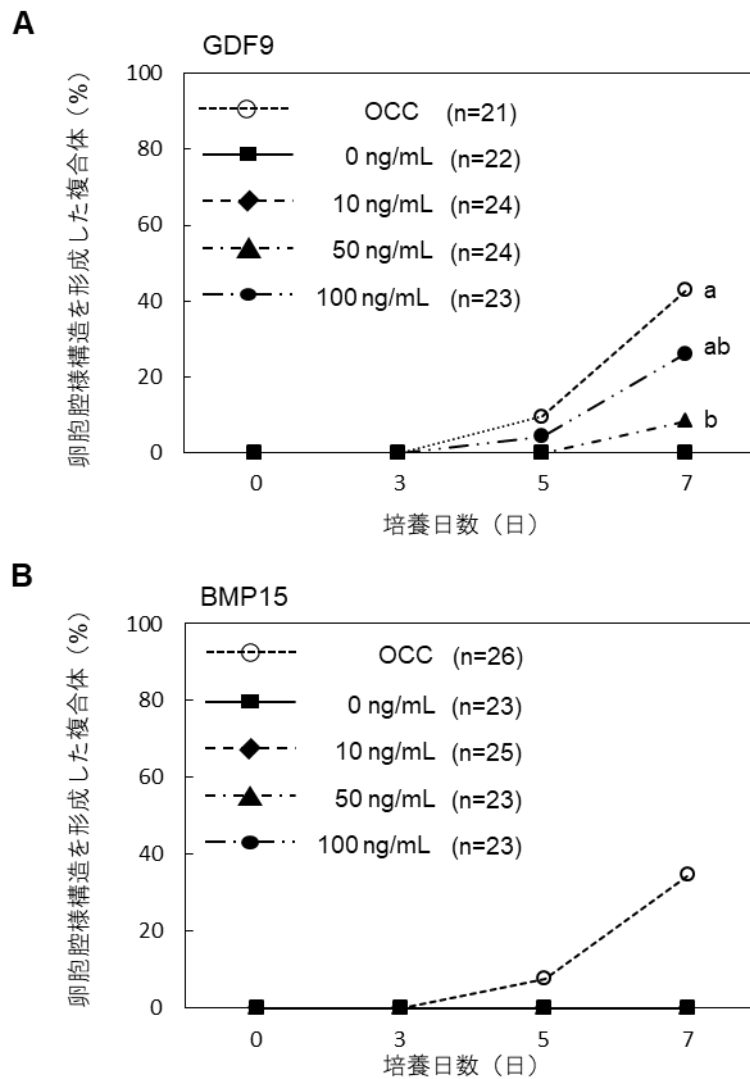 A
GDF9
卵胞腔様構造を形成した複合体（%）
100
80
60
40
20
0
OCC (n=21)
0 ng/mL (n=22)
10 ng/mL (n=24)
50 ng/mL (n=24)
100 ng/mL (n=23)
a
ab
b
0 3 5 7
培養日数（日）
B
BMP15
卵胞腔様構造を形成した複合体（%）
100
80
60
40
20
0
OCC (n=26)
0 ng/mL (n=23)
10 ng/mL (n=25)
50 ng/mL (n=23)
100 ng/mL (n=23)
0 3 5 7
培養日数（日）